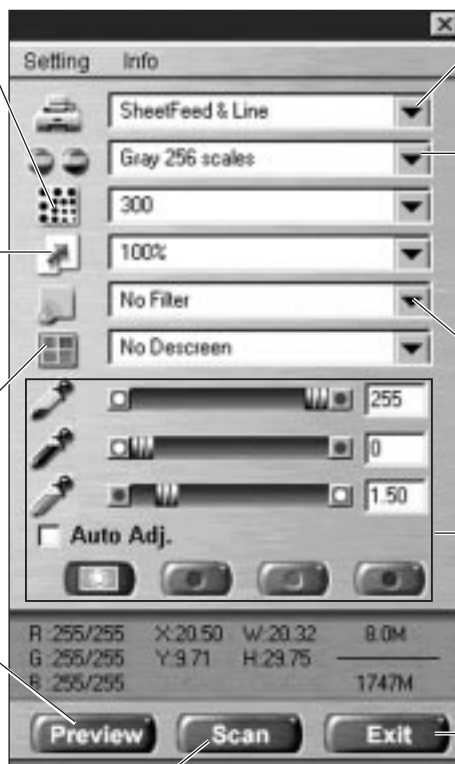 Setting Info
SheetFeed & Line
Gray 256 scales
300
100%
No Filter
No Descreen
255
0
1.50
Auto Adj.
R:255/255 X:20.50 W:20.32 8.0M
G:255/255 Y:9.71 H:29.75
B:255/255 1747M
Preview Scan Exit